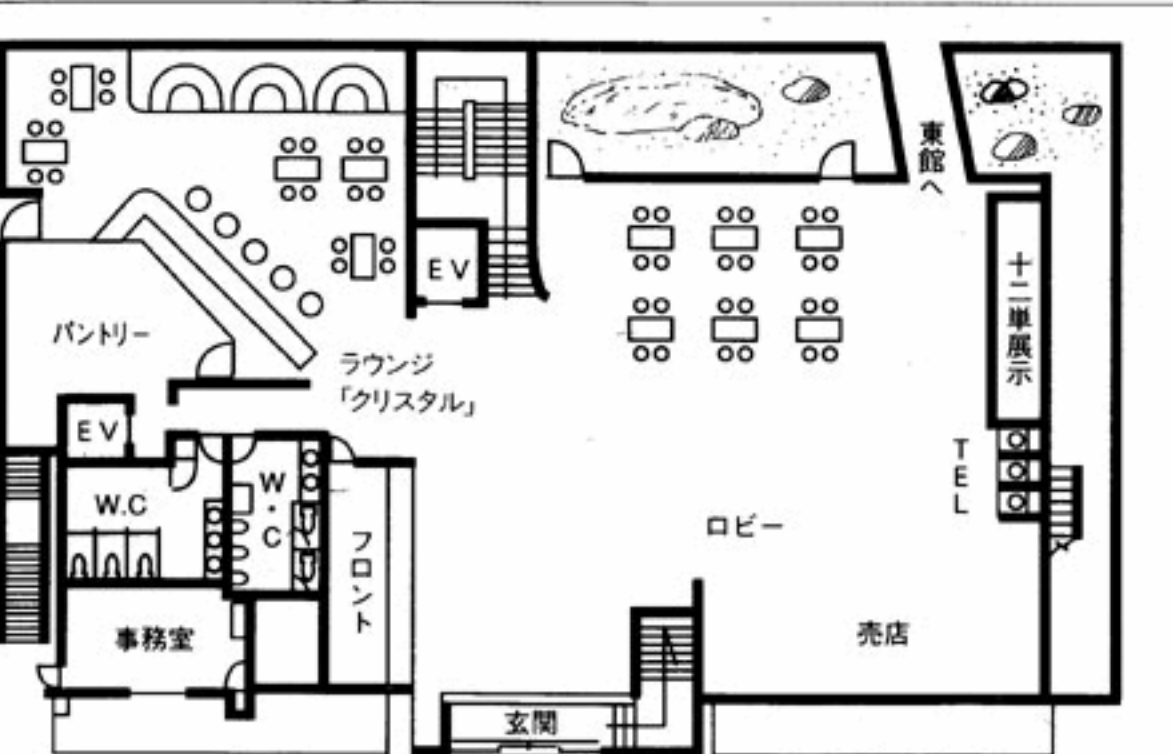 東館へ
EV
十二単展示
パントリー
ラウンジ
「クリスタル」
EV
TEL
W.C
W・C
ロビー
フロント
事務室
売店
玄関